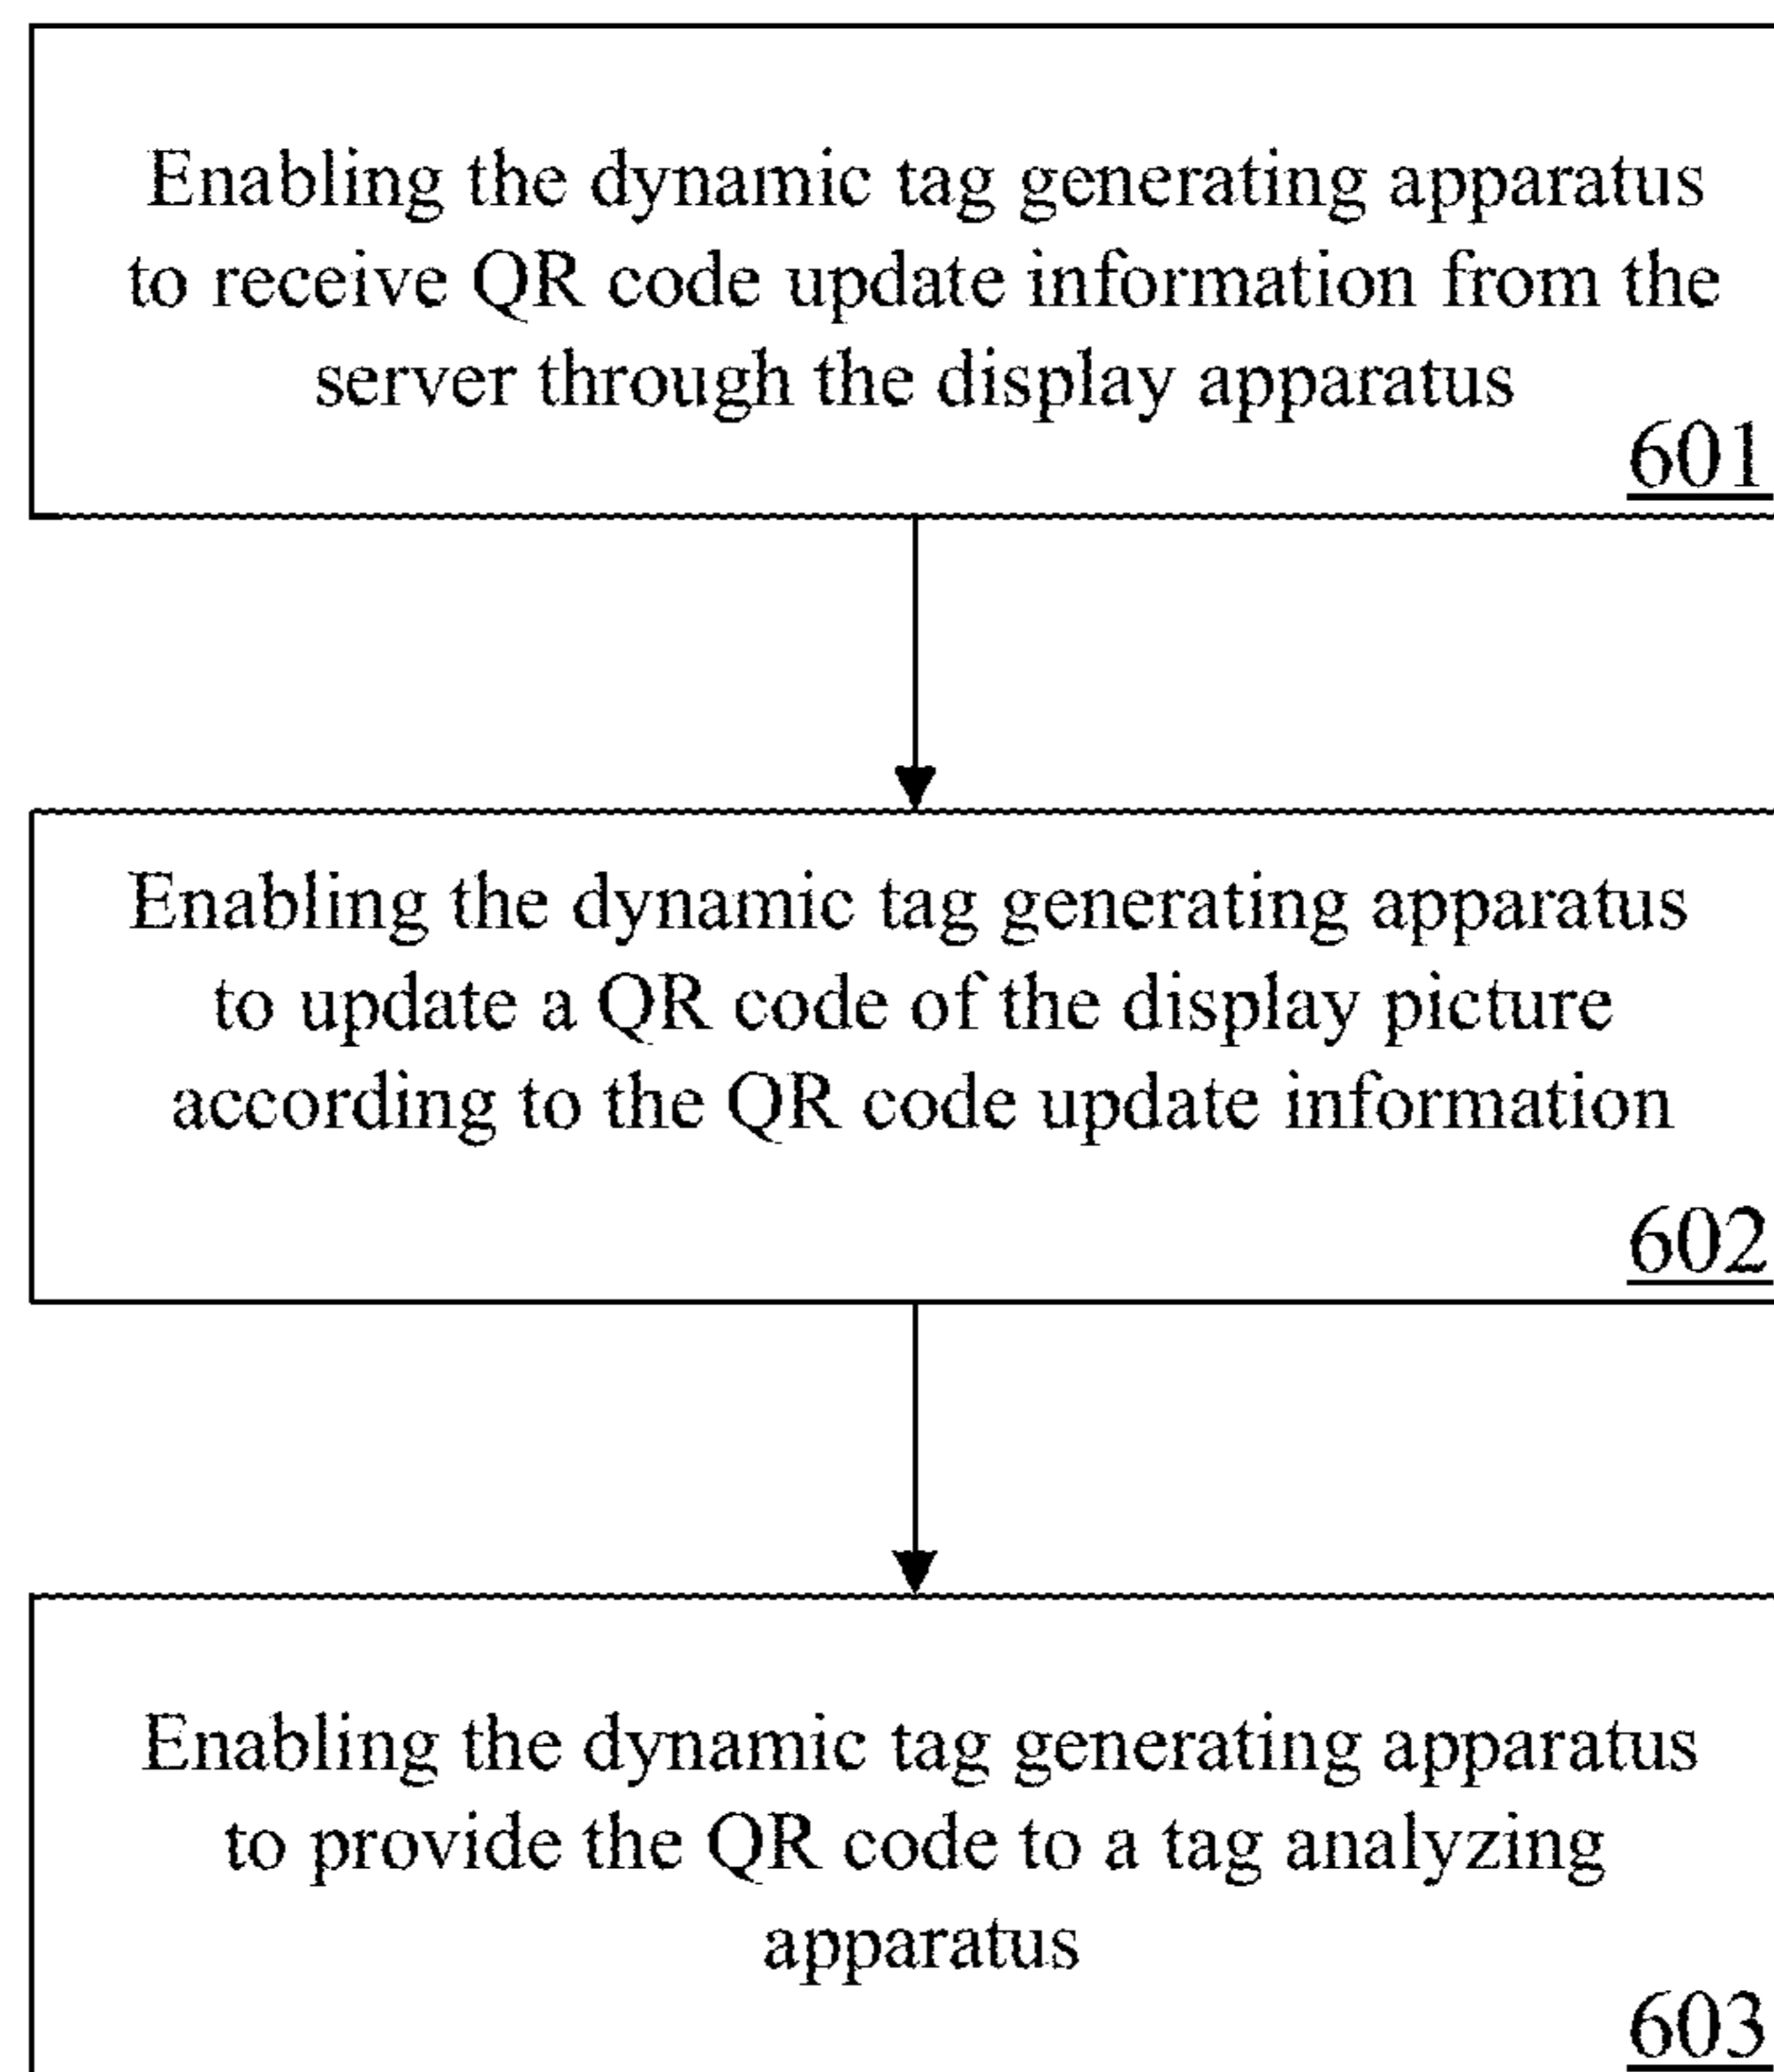 Enabling the dynamic tag generating apparatus
to receive QR code update information from the
server through the display apparatus
601
Enabling the dynamic tag generating apparatus
to update a QR code of the display picture
according to the QR code update information
602
Enabling the dynamic tag generating apparatus
to provide the QR code to a tag analyzing
apparatus
603